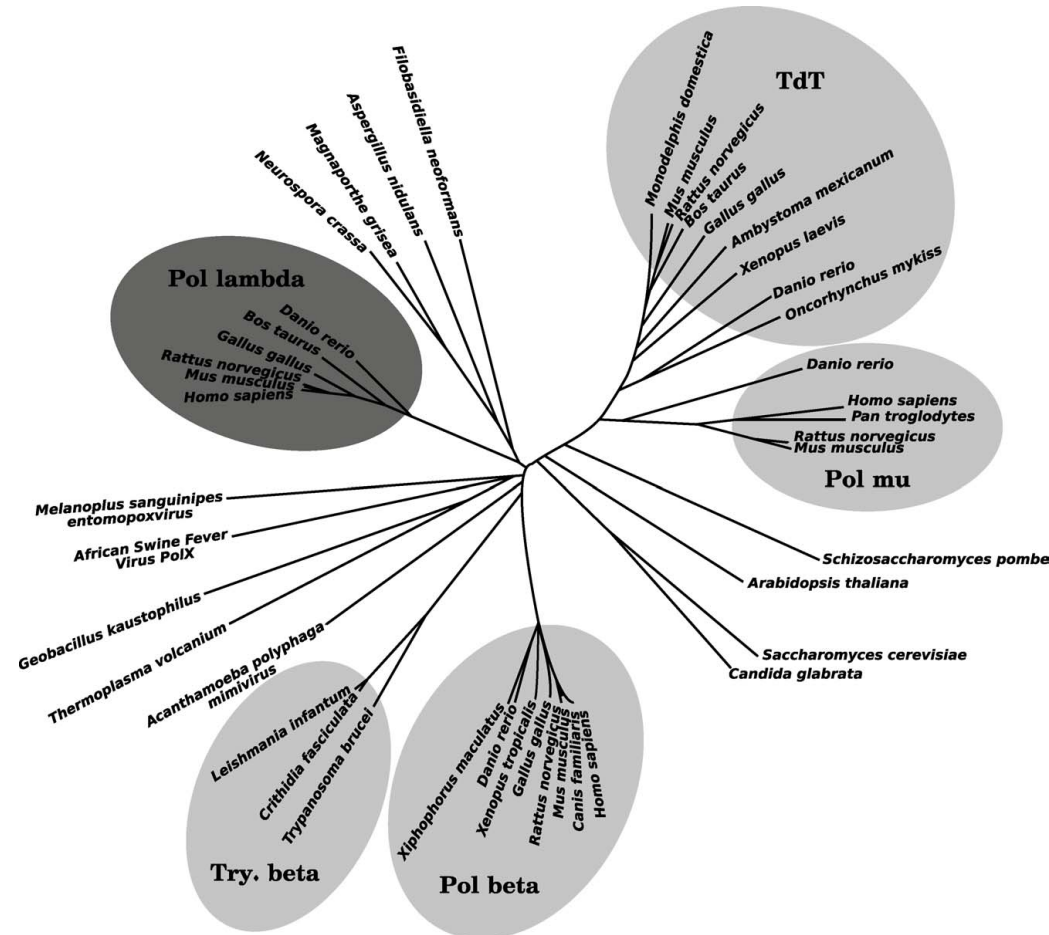 Filobasidiella neoformans
Aspergillus nidulans
Magnaporthe grisea
Neurospora crassa
TdT
Monodelphis domestica
Mus musculus
Rattus norvegicus
Bos taurus
Gallus gallus
Ambystoma mexicanum
Xenopus laevis
Danio rerio
Oncorhynchus mykiss
Pol lambda
Danio rerio
Bos taurus
Gallus gallus
Rattus norvegicus
Mus musculus
Homo sapiens
Danio rerio
Homo sapiens
Pan troglodytes
Rattus norvegicus
Mus musculus
Pol mu
Melanoplus sanguinipes
entomopoxvirus
African Swine Fever
Virus PolX
Geobacillus kaustophilus
Thermoplasma volcanium
Acanthamoeba polyphaga
mimivirus
Schizosaccharomyces pombe
Arabidopsis thaliana
Saccharomyces cerevisiae
Candida glabrata
Leishmania infantum
Crithidia fasciculata
Trypanosoma brucei
Try. beta
Xiphophorus maculatus
Danio rerio
Xenopus tropicalis
Gallus gallus
Rattus norvegicus
Mus musculus
Canis familiaris
Homo sapiens
Pol beta